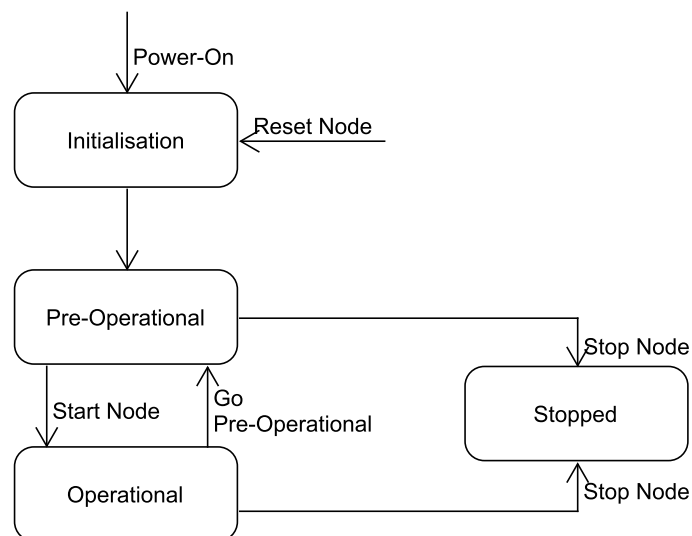 Power-On
Initialisation
Reset Node
Pre-Operational
Stop Node
Start Node
Go
Pre-Operational
Stopped
Operational
Stop Node